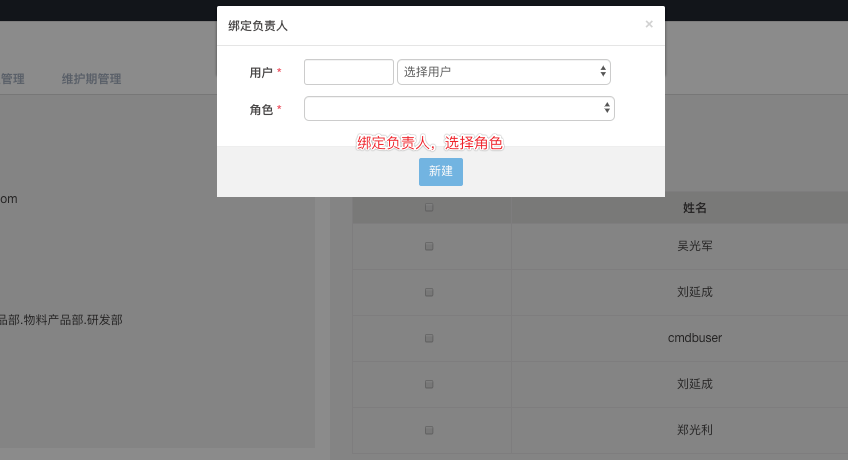 绑定负责人 ×
管理 维护期管理
用户 * 选择用户
角色 *
绑定负责人，选择角色
新建
om
品部.物料产品部.研发部
姓名
吴光军
刘延成
cmdbuser
刘延成
郑光利